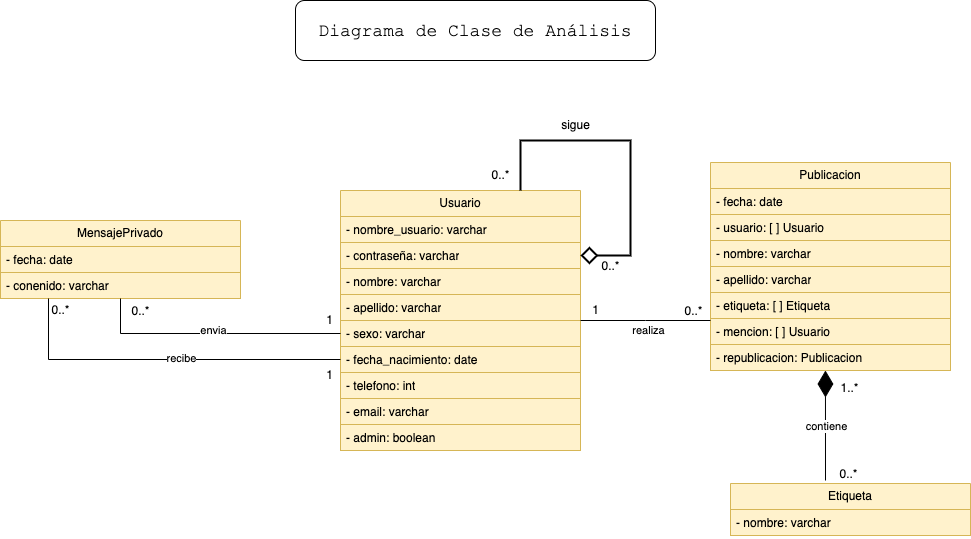 Diagrama de Clase de Análisis
sigue
0..*
0..*
MensajePrivado
- fecha: date
- conenido: varchar
0..*
0..*
envia
1
recibe
1
Usuario
- nombre_usuario: varchar
- contraseña: varchar
- nombre: varchar
- apellido: varchar
- sexo: varchar
- fecha_nacimiento: date
- telefono: int
- email: varchar
- admin: boolean
1
0..*
realiza
Publicacion
- fecha: date
- usuario: [ ] Usuario
- nombre: varchar
- apellido: varchar
- etiqueta: [ ] Etiqueta
- mencion: [ ] Usuario
- republicacion: Publicacion
1..*
contiene
0..*
Etiqueta
- nombre: varchar